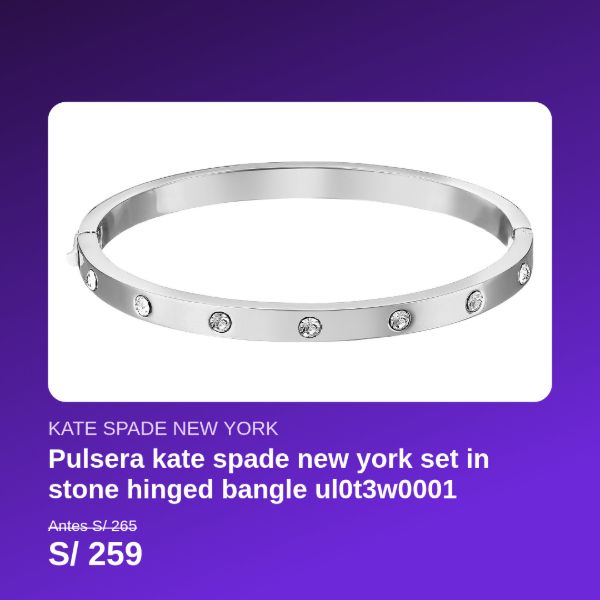 KATE SPADE NEW YORK
Pulsera kate spade new york set in
stone hinged bangle ul0t3w0001
Antes S/ 265
S/ 259